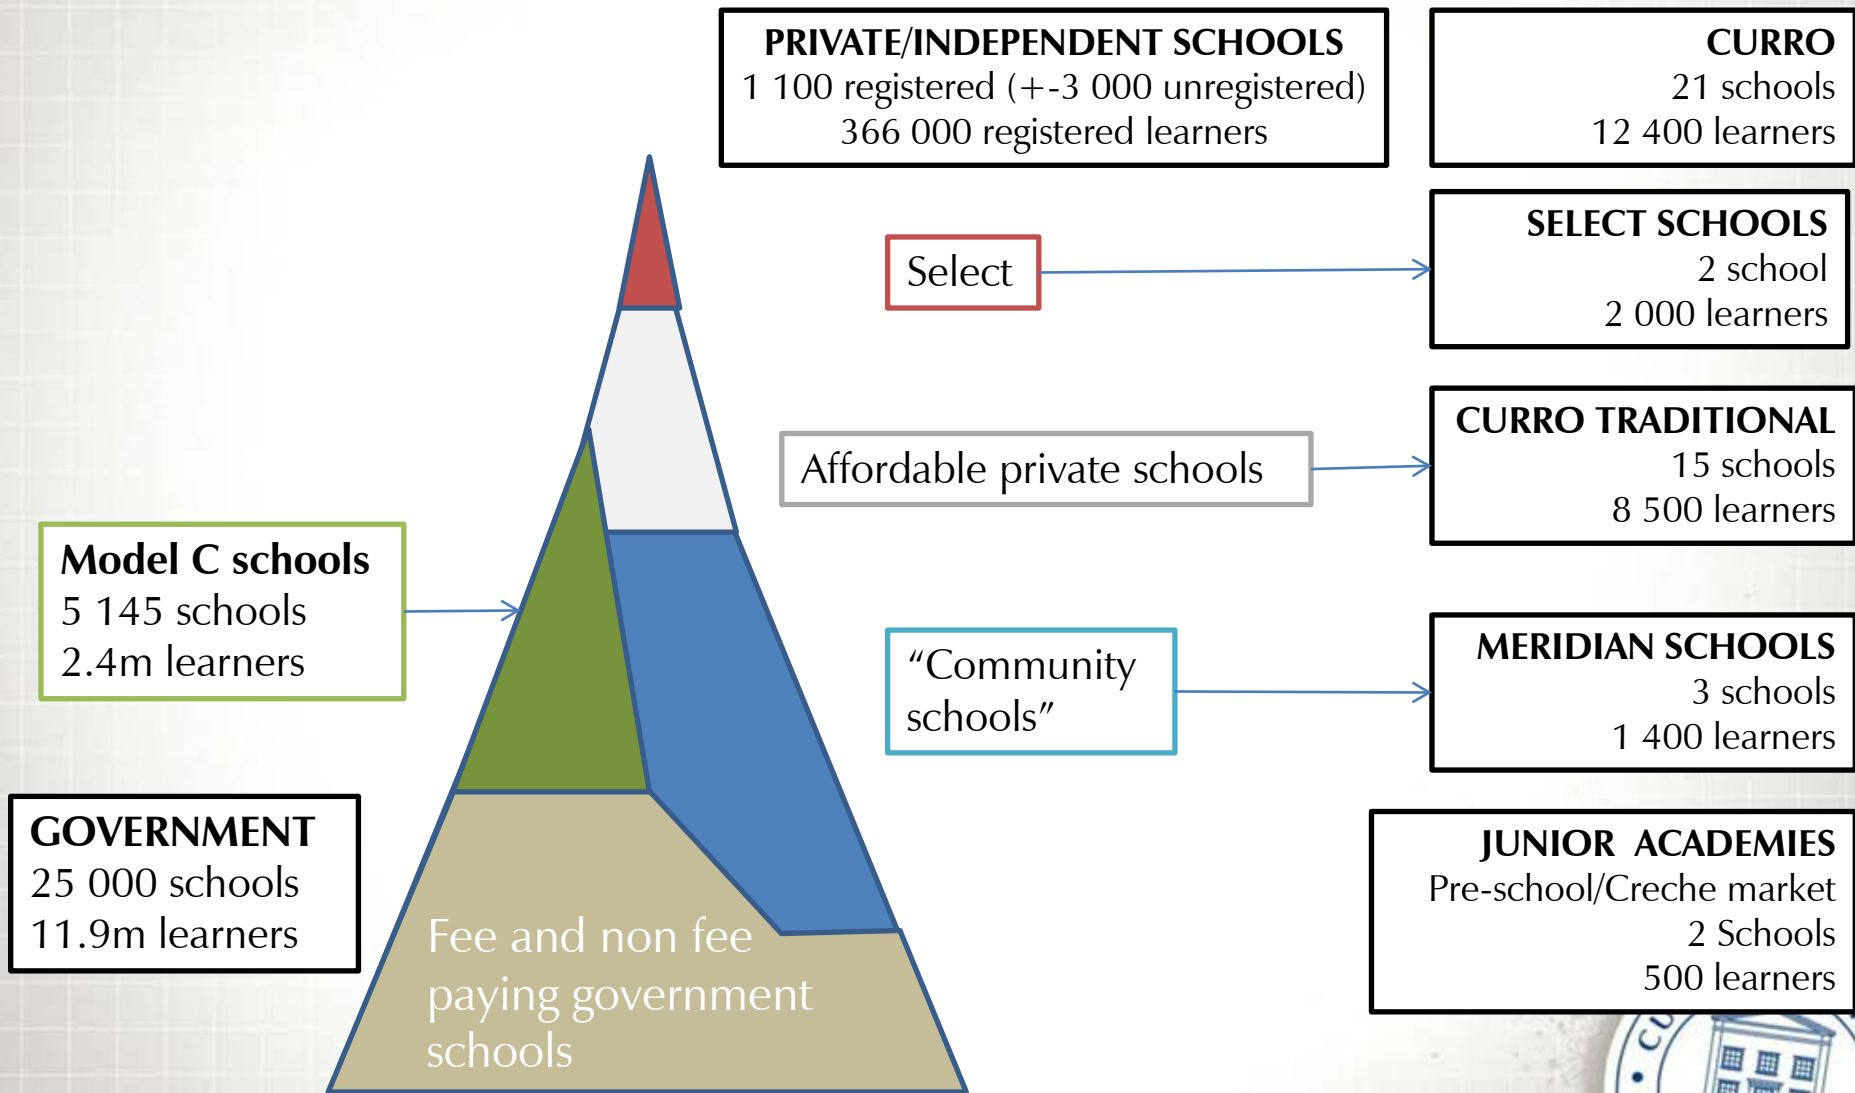 PRIVATE/INDEPENDENT SCHOOLS
1 100 registered (+-3 000 unregistered)
366 000 registered learners
CURRO
21 schools
12 400 learners
Select
SELECT SCHOOLS
2 school
2 000 learners
Affordable private schools
CURRO TRADITIONAL
15 schools
8 500 learners
Model C schools
5 145 schools
2.4m learners
"Community
schools"
MERIDIAN SCHOOLS
3 schools
1 400 learners
GOVERNMENT
25 000 schools
11.9m learners
Fee and non fee
paying government
schools
JUNIOR ACADEMIES
Pre-school/Creche market
2 Schools
500 learners